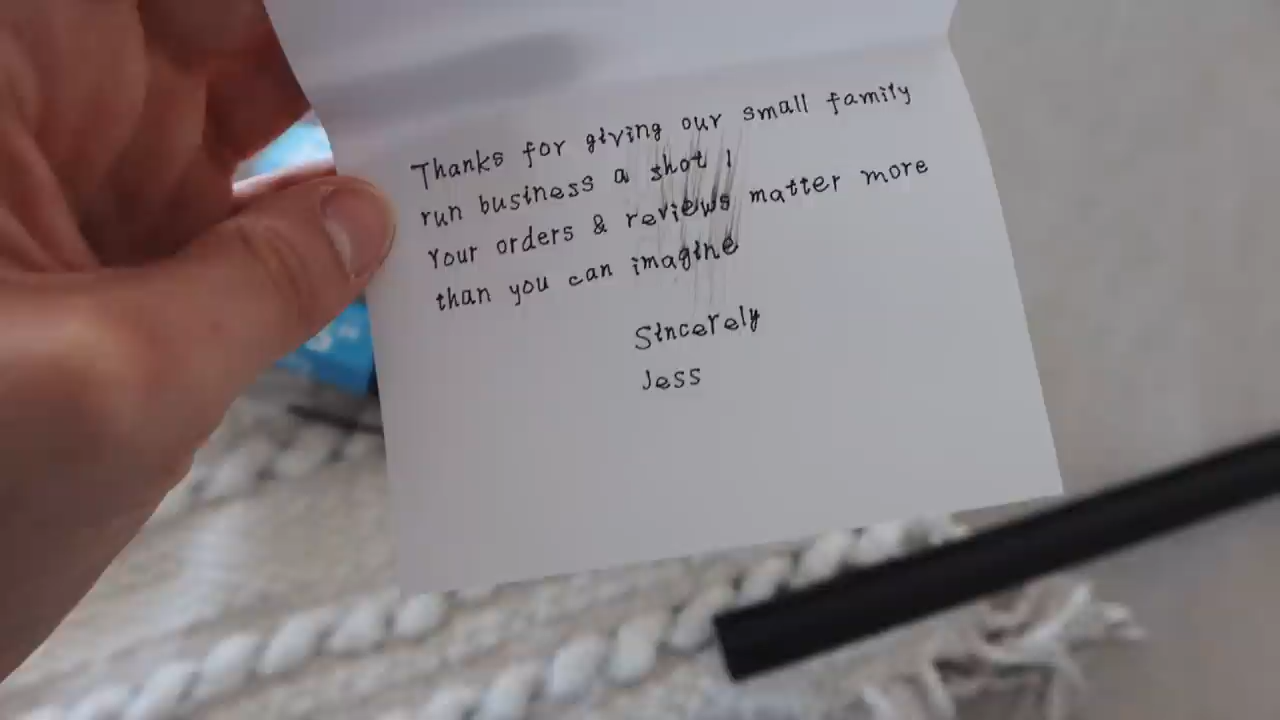 Thanks for giving our small family
run business a shot!
Your orders & reviews matter more
than you can imagine
Sincerely
Jess